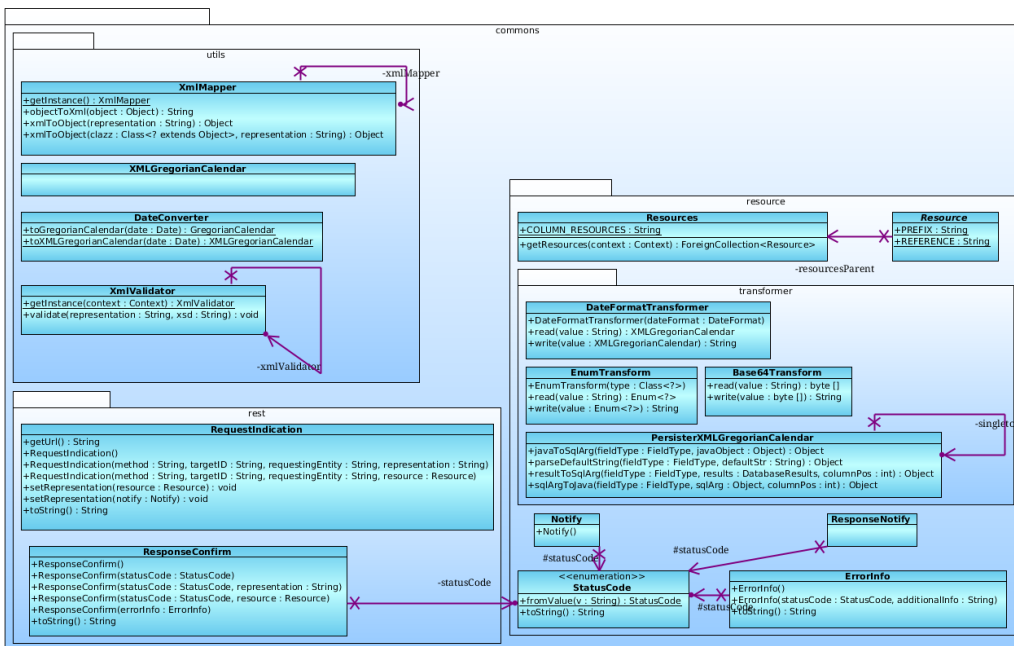 commons
utils
-xmlMapper
XmlMapper
+getInstance() : XmlMapper
+objectToXml(object : Object) : String
+xmlToObject(representation : String) : Object
+xmlToObject(clazz : Class<? extends Object>, representation : String) : Object
XMLGregorianCalendar
DateConverter
+toGregorianCalendar(date : Date) : GregorianCalendar
+toXMLGregorianCalendar(date : Date) : XMLGregorianCalendar
XmlValidator
+getInstance(context : Context) : XmlValidator
+validate(representation : String, xsd : String) : void
-xmlValidator
rest
RequestIndication
+getUrl() : String
+RequestIndication()
+RequestIndication(method : String, targetID : String, requestingEntity : String, representation : String)
+RequestIndication(method : String, targetID : String, requestingEntity : String, resource : Resource)
+setRepresentation(resource : Resource) : void
+setRepresentation(notify : Notify) : void
+toString() : String
ResponseConfirm
+ResponseConfirm()
+ResponseConfirm(statusCode : StatusCode)
+ResponseConfirm(statusCode : StatusCode, representation : String)
+ResponseConfirm(statusCode : StatusCode, resource : Resource)
+ResponseConfirm(errorInfo : ErrorInfo)
+toString() : String
-statusCode
resource
Resources
+COLUMN_RESOURCES : String
+getResources(context : Context) : ForeignCollection<Resource>
Resource
+PREFIX : String
+REFERENCE : String
-resourcesParent
transformer
DateFormatTransformer
+DateFormatTransformer(dateFormat : DateFormat)
+read(value : String) : XMLGregorianCalendar
+write(value : XMLGregorianCalendar) : String
EnumTransform
+EnumTransform(type : Class<?>)
+read(value : String) : Enum<?>
+write(value : Enum<?>) : String
Base64Transform
+read(value : String) : byte []
+write(value : byte []) : String
-singleto
PersisterXMLGregorianCalendar
+javaToSqlArg(fieldType : FieldType, javaObject : Object) : Object
+parseDefaultString(fieldType : FieldType, defaultStr : String) : Object
+resultToSqlArg(fieldType : FieldType, results : DatabaseResults, columnPos : int) : Object
+sqlArgToJava(fieldType : FieldType, sqlArg : Object, columnPos : int) : Object
Notify
+Notify()
ResponseNotify
#statusCode
#statusCode
<<enumeration>>
StatusCode
+fromValue(v : String) : StatusCode
+toString() : String
#statusCode
ErrorInfo
+ErrorInfo()
+ErrorInfo(statusCode : StatusCode, additionalInfo : String)
+toString() : String